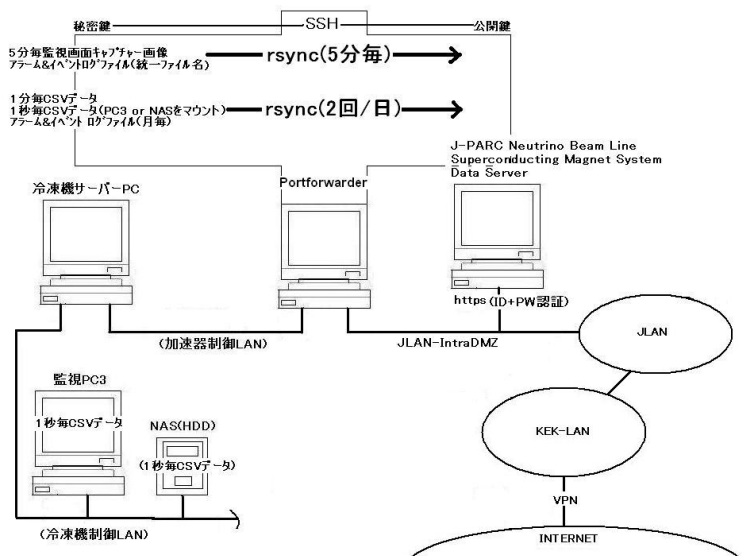 秘密鍵
SSH
公開鍵
5分毎監視画面キャプチャー画像
アラーム&イベントログファイル(統一ファイル名)
rsync(5分毎)
1分毎CSVデータ
1秒毎CSVデータ(PC3 or NASをマウント)
アラーム&イベント ログファイル(月毎)
rsync(2回/日)
J-PARC Neutrino Beam Line
Superconducting Magnet System
Data Server
Portforwarder
冷凍機サーバーPC
https(ID+PW認証)
(加速器制御LAN)
JLAN-IntraDMZ
JLAN
監視PC3
1秒毎CSVデータ
NAS(HDD)
(1秒毎CSVデータ)
KEK-LAN
VPN
(冷凍機制御LAN)
INTERNET